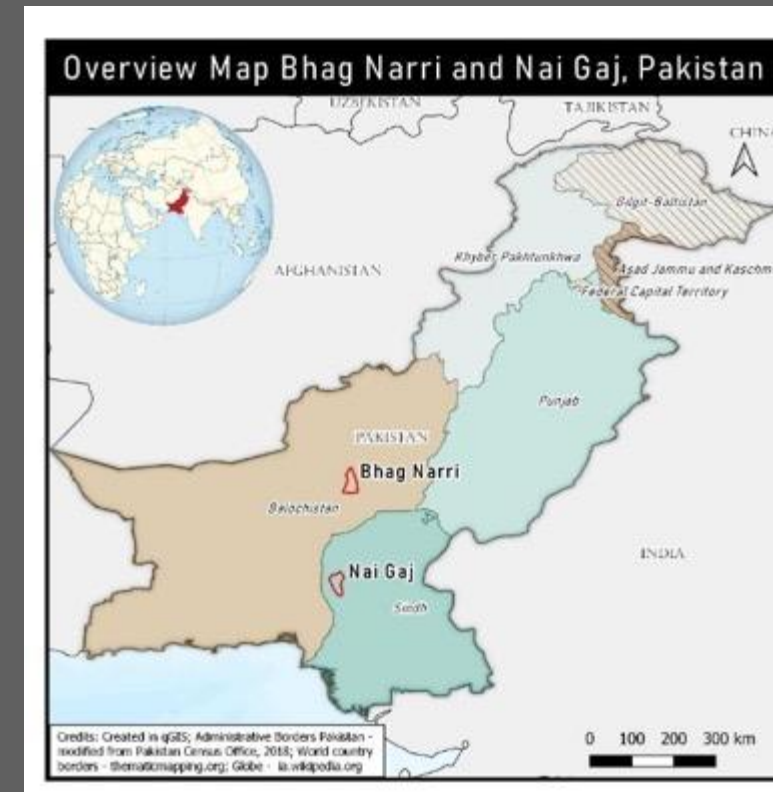 Overview Map Bhag Narri and Nai Gaj, Pakistan
UZBEKISTAN
TAJIKISTAN
CHINA
Gilgit-Baltistan
Khyber Pakhtunkhwa
AFGHANISTAN
Asad Jammu and Kaschm
Federal Capital Territory
Punjab
PAKISTAN
Bhag Narri
Balochistan
INDIA
Nai Gaj
Sindh
Credits: Created in qGIS; Administrative Borders Pakistan -
modified from Pakistan Census Office, 2018; World country
borders - thematicmapping.org; Globe - ia.wikipedia.org
0 100 200 300 km